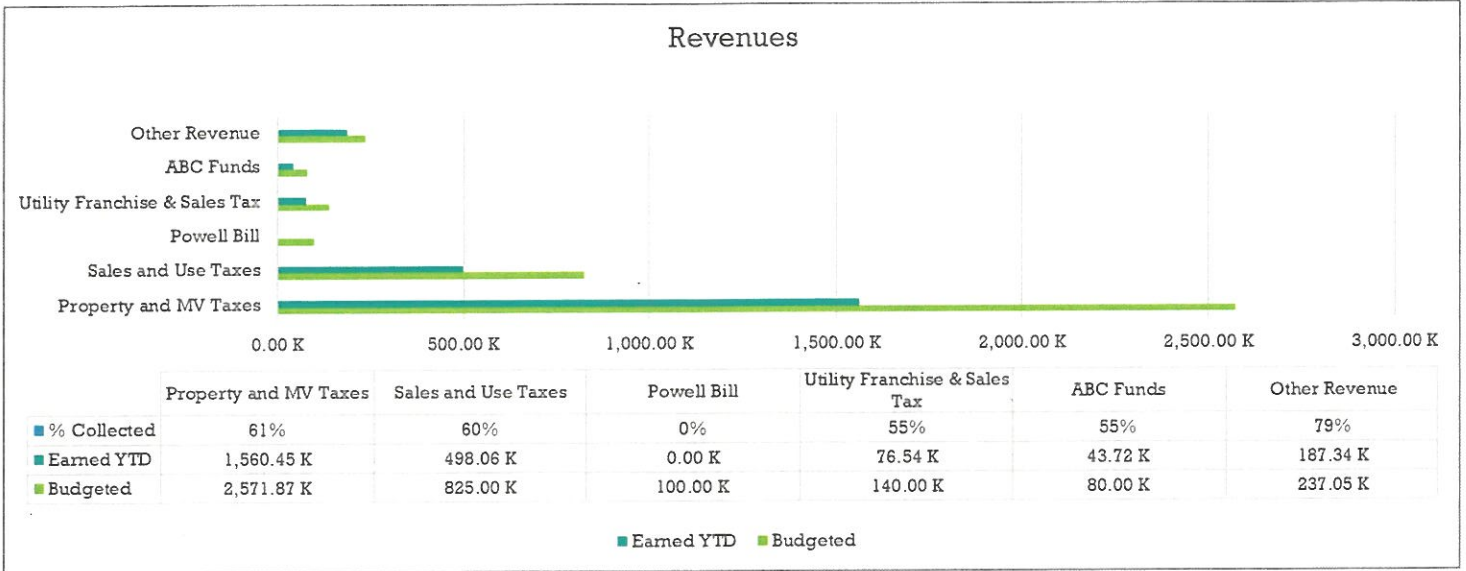 Revenues
Other Revenue
ABC Funds
Utility Franchise & Sales Tax
Powell Bill
Sales and Use Taxes
Property and MV Taxes
0.00 K 500.00 K 1,000.00 K 1,500.00 K 2,000.00 K 2,500.00 K 3,000.00 K
Property and MV Taxes Sales and Use Taxes Powell Bill Utility Franchise & Sales Tax ABC Funds Other Revenue
% Collected 61% 60% 0% 55% 55% 79%
Earned YTD 1,560.45 K 498.06 K 0.00 K 76.54 K 43.72 K 187.34 K
Budgeted 2,571.87 K 825.00 K 100.00 K 140.00 K 80.00 K 237.05 K
Earned YTD Budgeted